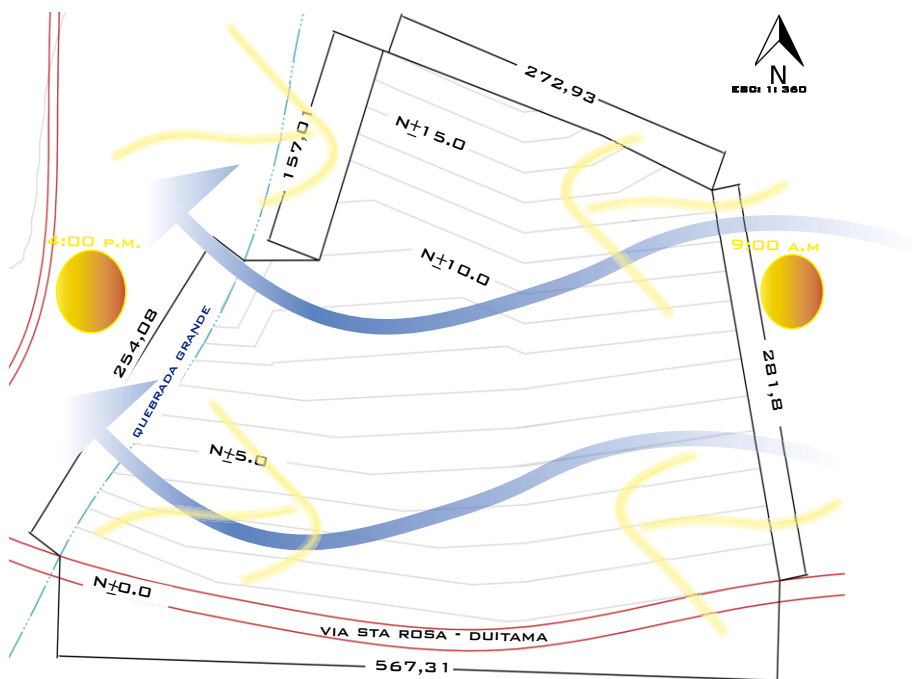 272,93
N
ESC: 1: 360
N±15.0
157,01
4:00 P.M.
9:00 A.M
N±10.0
254,08
QUEBRADA GRANDE
281,8
N±5.0
N±0.0
VIA STA ROSA - DUITAMA
567,31